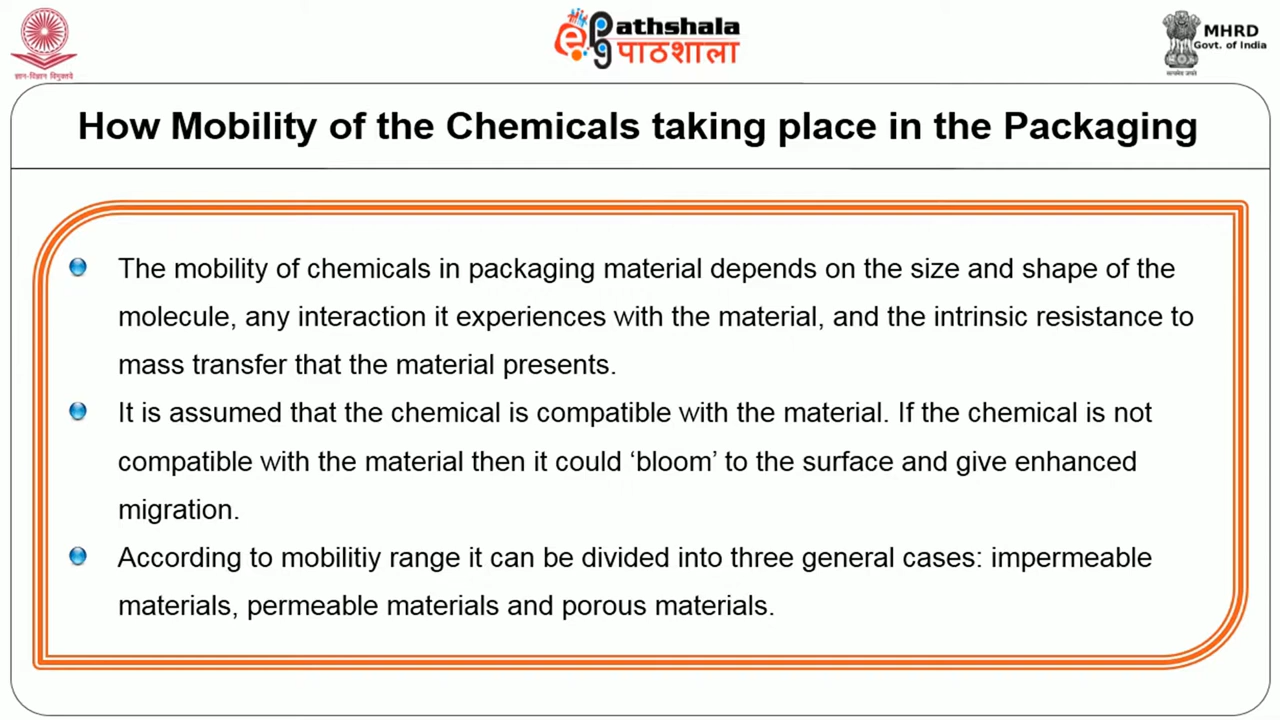 ज्ञान-विज्ञान विमुक्तये
ePathshala
पाठशाला
MHRD
Govt. of India
सत्यमेव जयते
How Mobility of the Chemicals taking place in the Packaging
The mobility of chemicals in packaging material depends on the size and shape of the
molecule, any interaction it experiences with the material, and the intrinsic resistance to
mass transfer that the material presents.
It is assumed that the chemical is compatible with the material. If the chemical is not
compatible with the material then it could ‘bloom’ to the surface and give enhanced
migration.
According to mobilitiy range it can be divided into three general cases: impermeable
materials, permeable materials and porous materials.